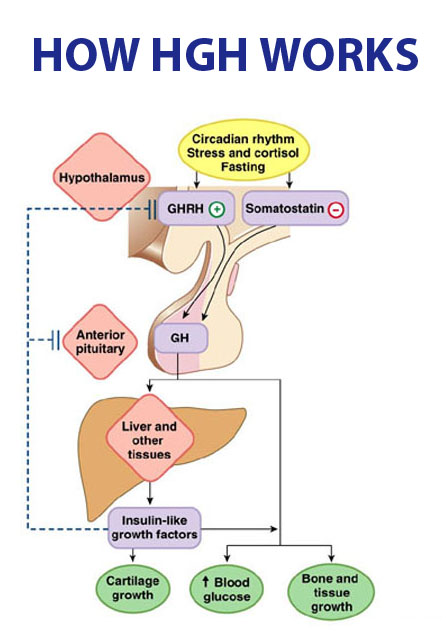 HOW HGH WORKS
Circadian rhythm
Stress and cortisol
Fasting
Hypothalamus
GHRH +
Somatostatin −
Anterior
pituitary
GH
Liver and
other
tissues
Insulin-like
growth factors
Cartilage
growth
↑ Blood
glucose
Bone and
tissue
growth